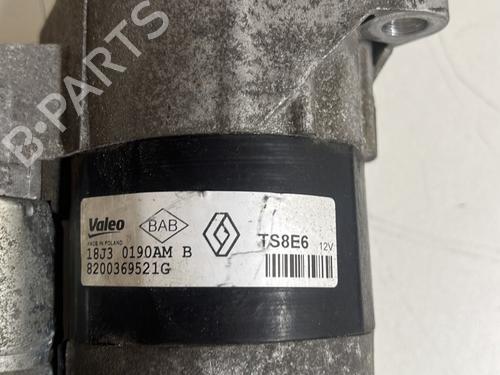 B-PARTS
Valeo
BAB
MADE IN POLAND
TS8E6
12V
18J3 0190AM B
8200369521G